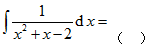 ∫ 1/(x²+x−2) dx = （ ）